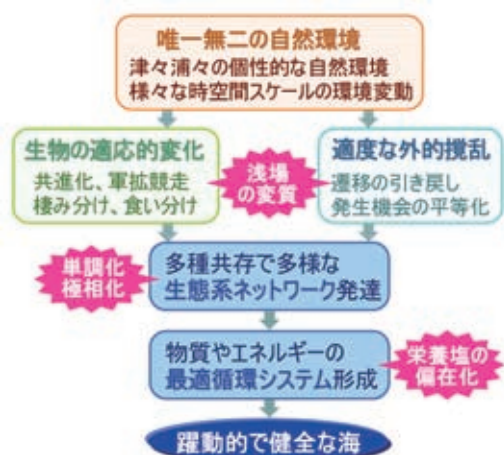 唯一無二の自然環境
津々浦々の個性的な自然環境
様々な時空間スケールの環境変動
生物の適応的変化
共進化、軍拡競走
棲み分け、食い分け
浅場
の変質
適度な外的撹乱
遷移の引き戻し
発生機会の平等化
単調化
極相化
多種共存で多様な
生態系ネットワーク発達
物質やエネルギーの
最適循環システム形成
栄養塩の
偏在化
躍動的で健全な海